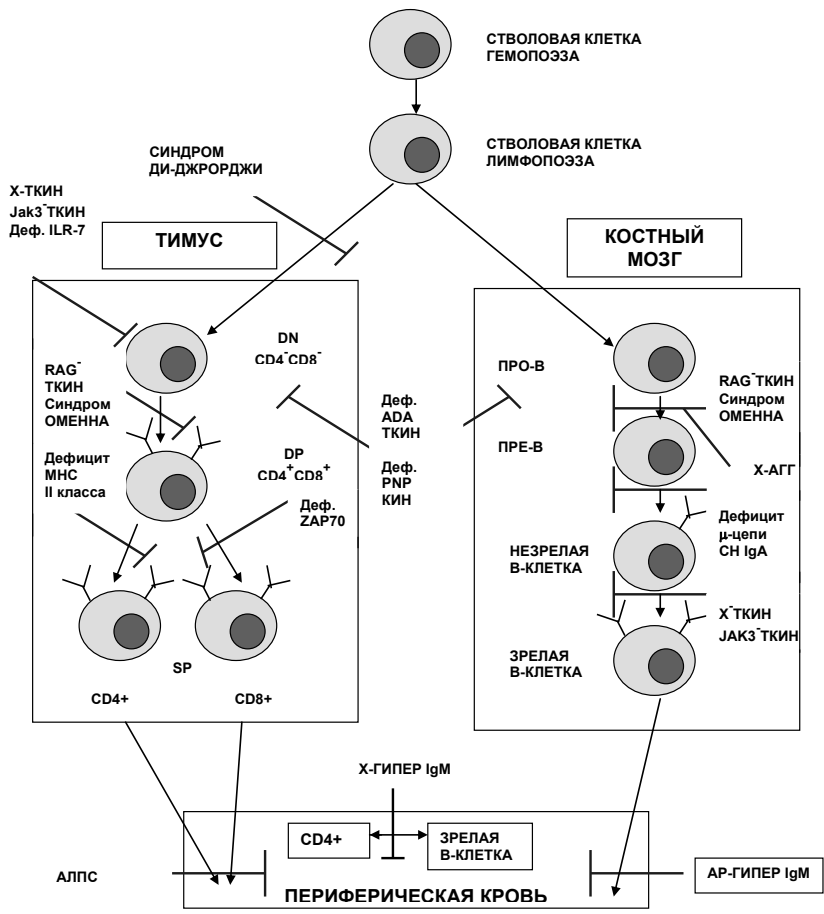 СТВОЛОВАЯ КЛЕТКА
ГЕМОПОЭЗА
СТВОЛОВАЯ КЛЕТКА
ЛИМФОПОЭЗА
СИНДРОМ
ДИ-ДЖРОРДЖИ
Х-ТКИН
Jak3⁻ТКИН
Деф. ILR-7
ТИМУС
КОСТНЫЙ
МОЗГ
DN
CD4⁻CD8⁻
RAG⁻
ТКИН
Синдром
ОМЕННА
Дефицит
МНС
II класса
DP
CD4⁺CD8⁺
Деф.
ZAP70
SP
CD4+
CD8+
Деф.
ADA
ТКИН
Деф.
PNP
КИН
ПРО-В
ПРЕ-В
НЕЗРЕЛАЯ
В-КЛЕТКА
ЗРЕЛАЯ
В-КЛЕТКА
RAG⁻ТКИН
Синдром
ОМЕННА
Х-АГГ
Дефицит
μ-цепи
СН IgA
Х⁻ТКИН
JAK3⁻ТКИН
Х-ГИПЕР IgM
CD4+
ЗРЕЛАЯ
В-КЛЕТКА
АЛПС
ПЕРИФЕРИЧЕСКАЯ КРОВЬ
АР-ГИПЕР IgM